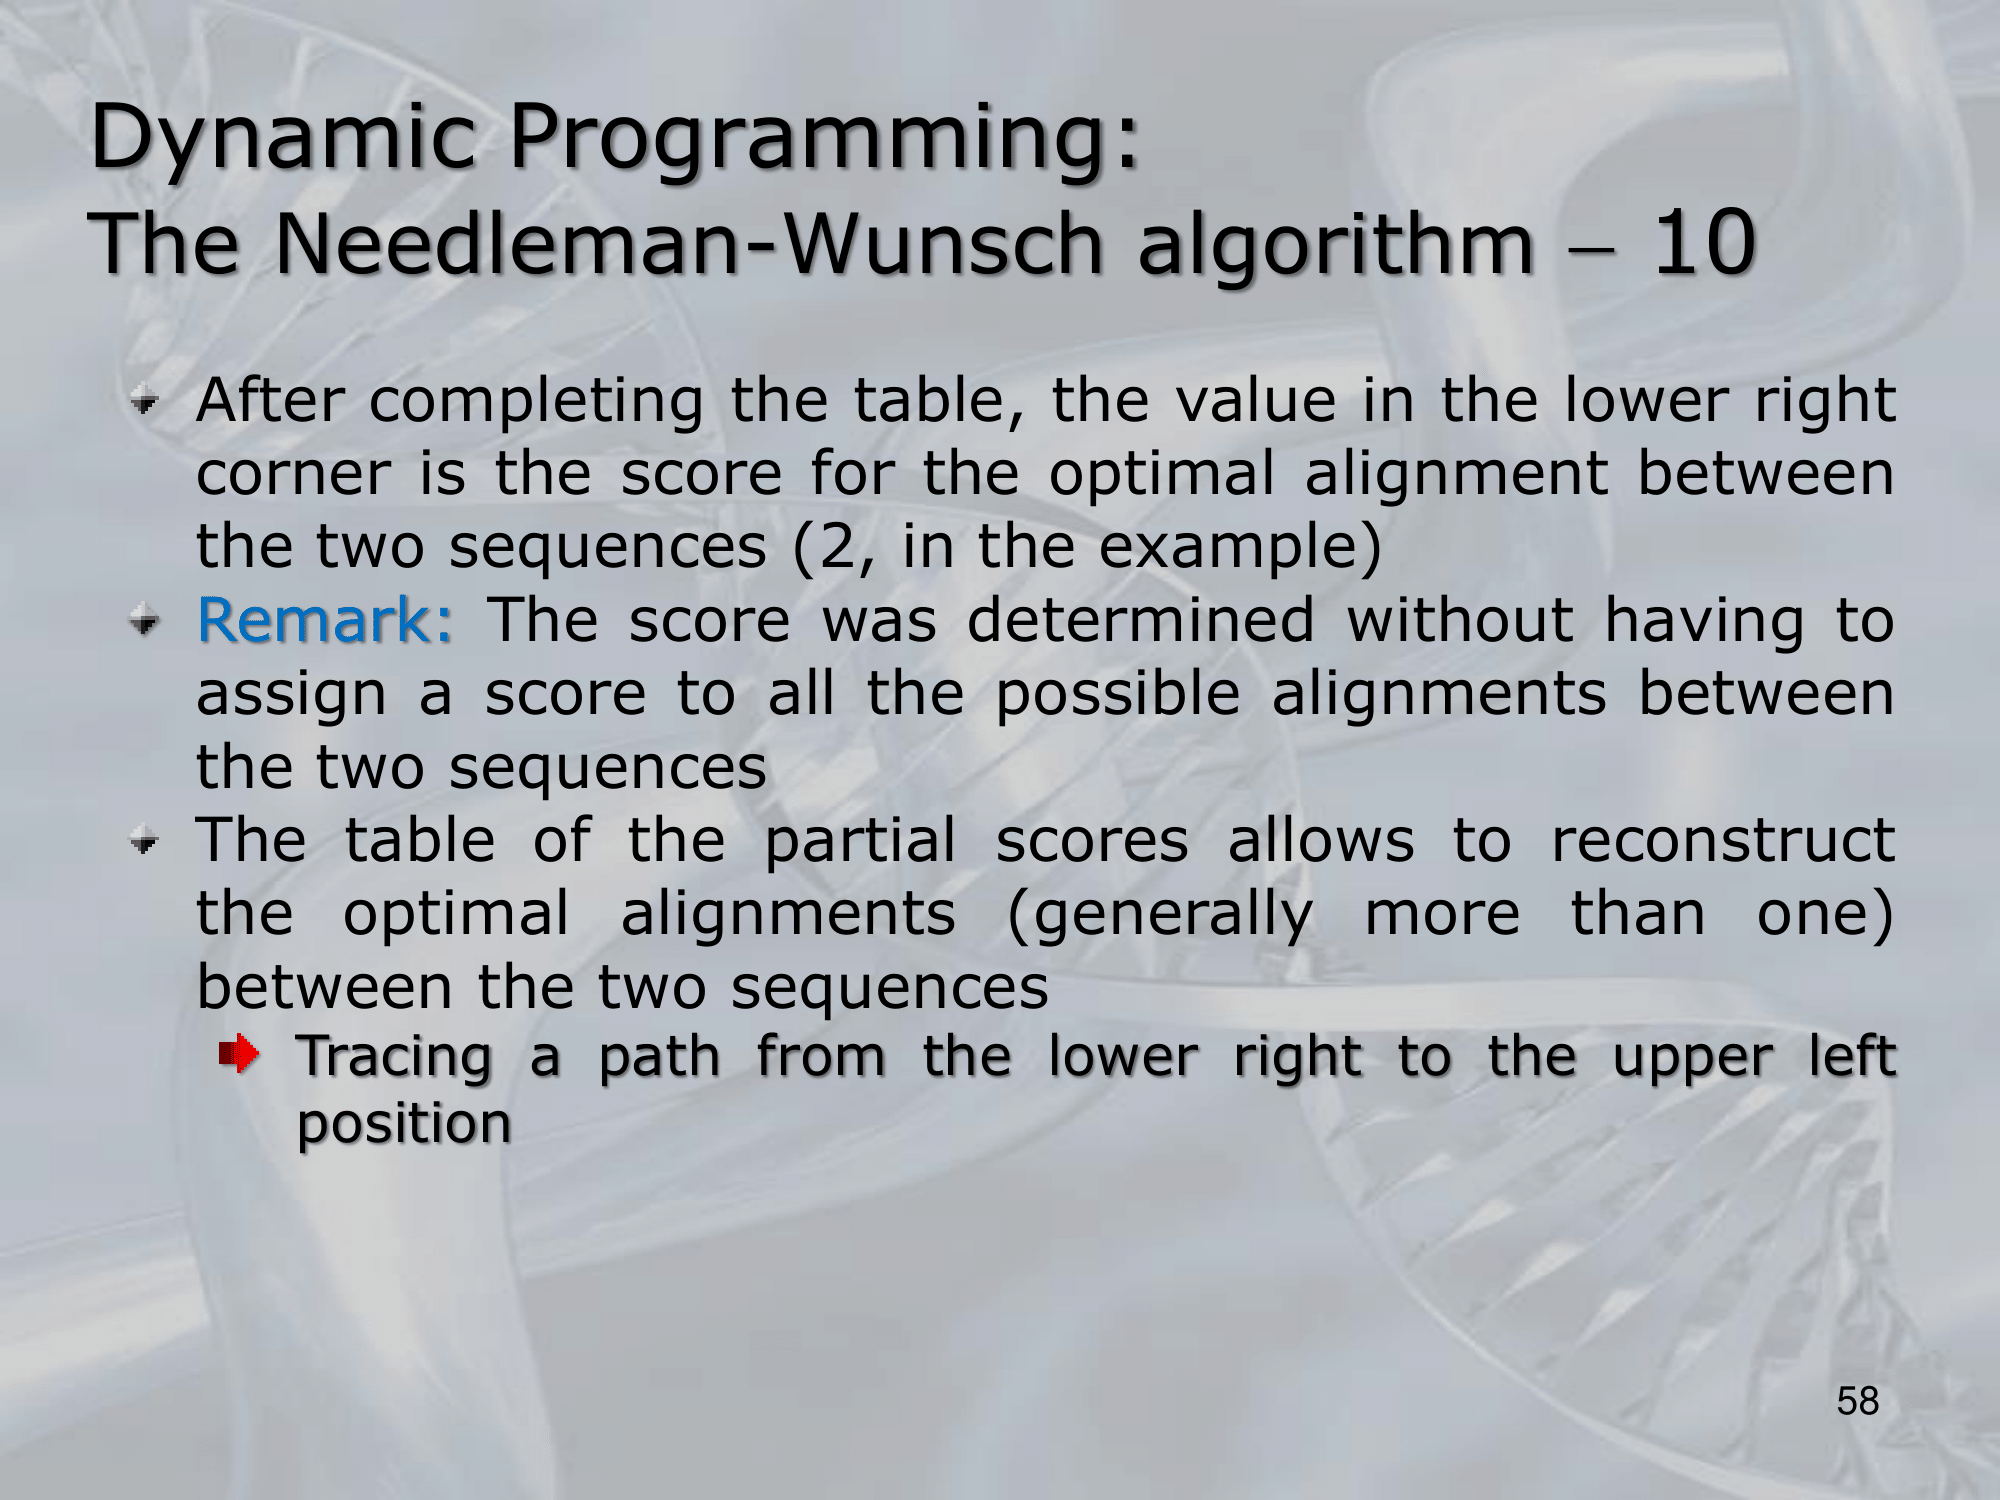 Dynamic Programming:
The Needleman-Wunsch algorithm – 10
After completing the table, the value in the lower right
corner is the score for the optimal alignment between
the two sequences (2, in the example)
Remark: The score was determined without having to
assign a score to all the possible alignments between
the two sequences
The table of the partial scores allows to reconstruct
the optimal alignments (generally more than one)
between the two sequences
Tracing a path from the lower right to the upper left
position
58